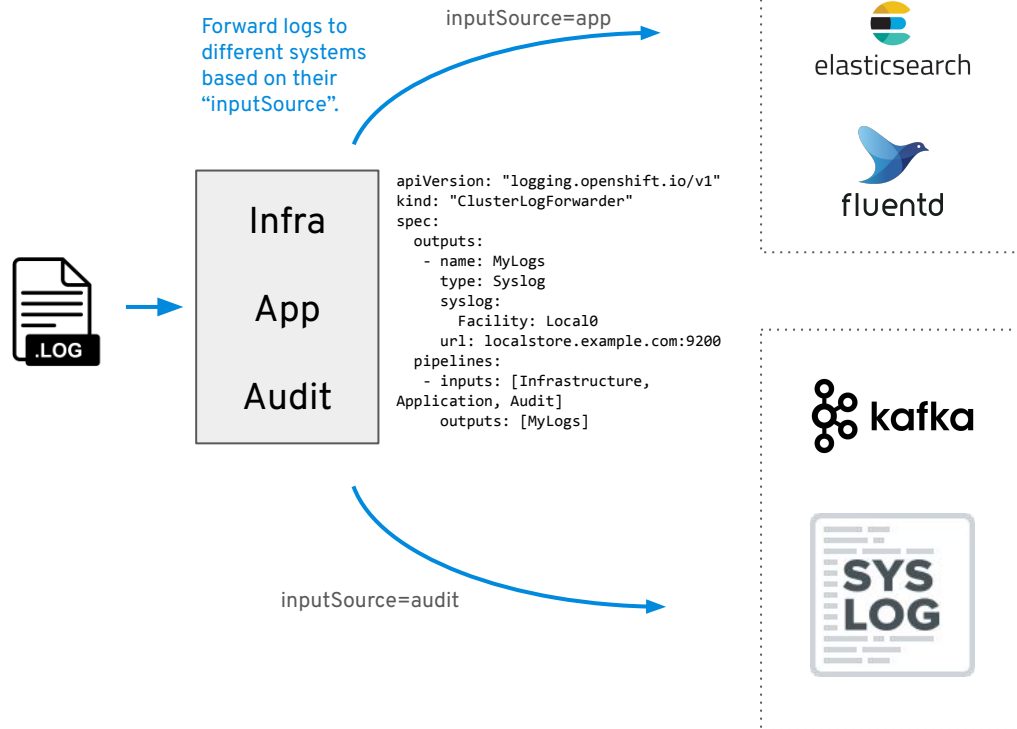 Forward logs to
different systems
based on their
“inputSource”.
inputSource=app
elasticsearch
fluentd
.LOG
Infra
App
Audit
apiVersion: "logging.openshift.io/v1"
kind: "ClusterLogForwarder"
spec:
  outputs:
   - name: MyLogs
     type: Syslog
     syslog:
       Facility: Local0
     url: localstore.example.com:9200
  pipelines:
   - inputs: [Infrastructure,
Application, Audit]
     outputs: [MyLogs]
kafka
SYS
LOG
inputSource=audit